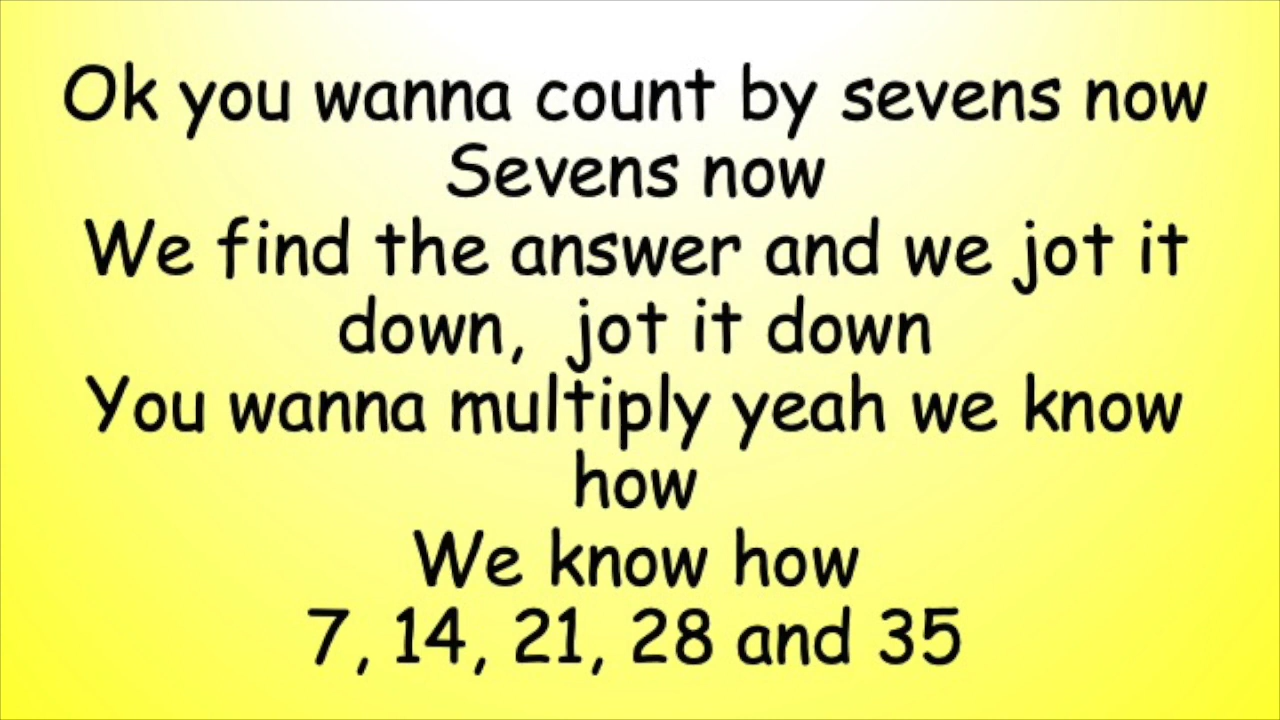 Ok you wanna count by sevens now
Sevens now
We find the answer and we jot it
down,  jot it down
You wanna multiply yeah we know
how
We know how
7, 14, 21, 28 and 35